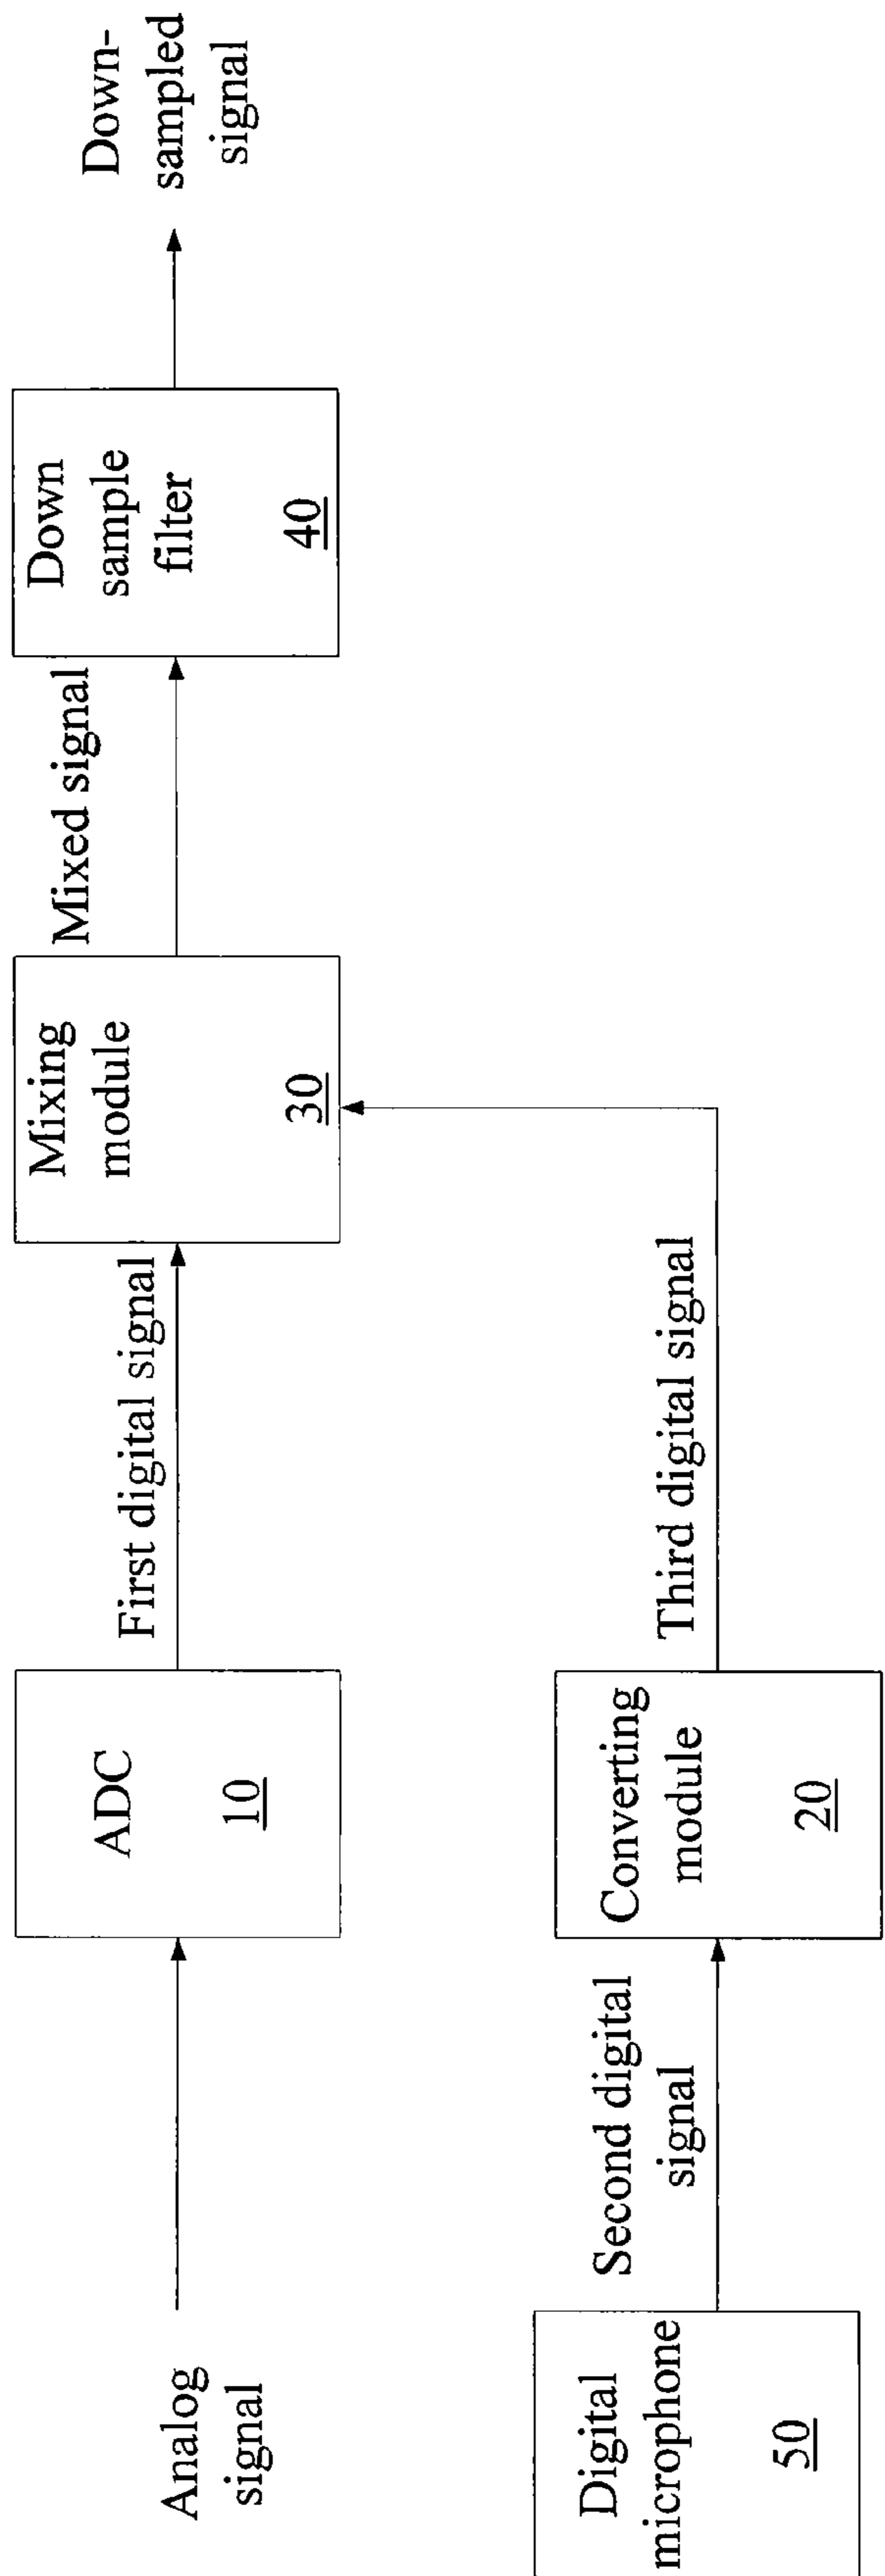 Analog
signal
ADC
10
First digital signal
Mixing
module
30
Mixed signal
Down
sample
filter
40
Down-
sampled
signal
Digital
microphone
50
Second digital
signal
Converting
module
20
Third digital signal